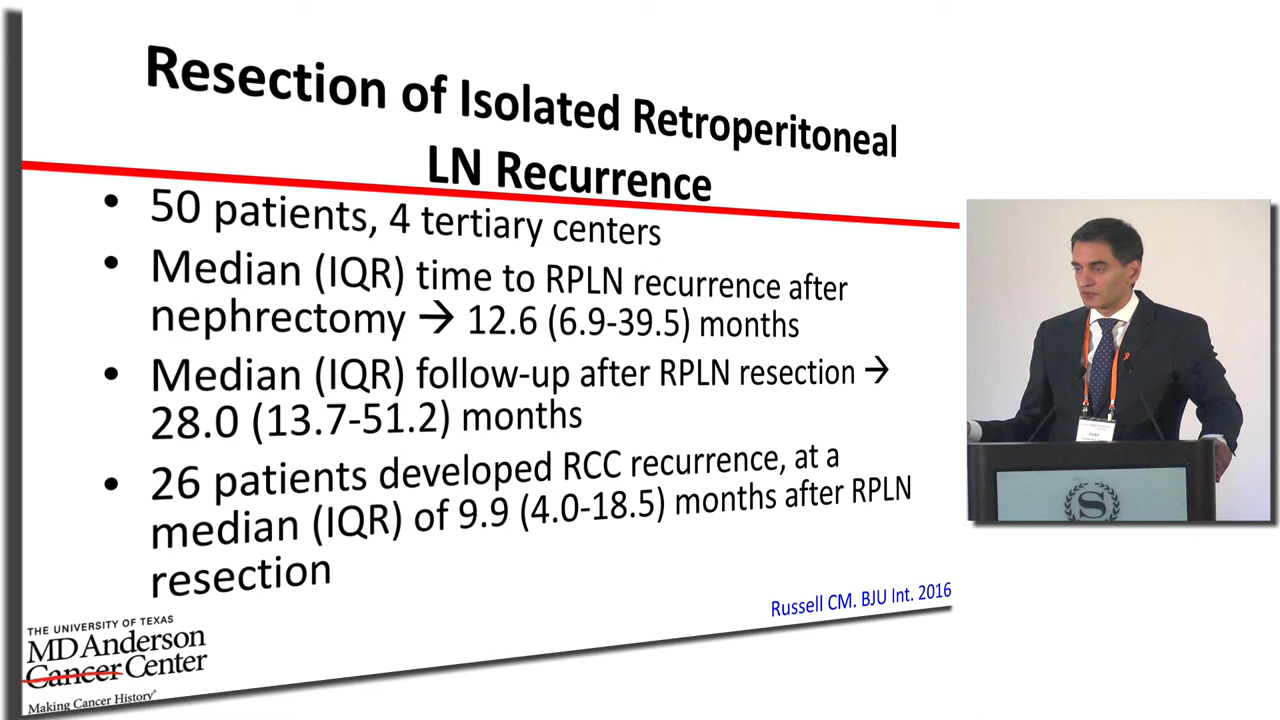 Resection of Isolated Retroperitoneal
LN Recurrence
• 50 patients, 4 tertiary centers
• Median (IQR) time to RPLN recurrence after
nephrectomy → 12.6 (6.9-39.5) months
• Median (IQR) follow-up after RPLN resection →
28.0 (13.7-51.2) months
• 26 patients developed RCC recurrence, at a
median (IQR) of 9.9 (4.0-18.5) months after RPLN
resection
Russell CM. BJU Int. 2016
THE UNIVERSITY OF TEXAS
MD Anderson
Cancer Center
Making Cancer History®
S